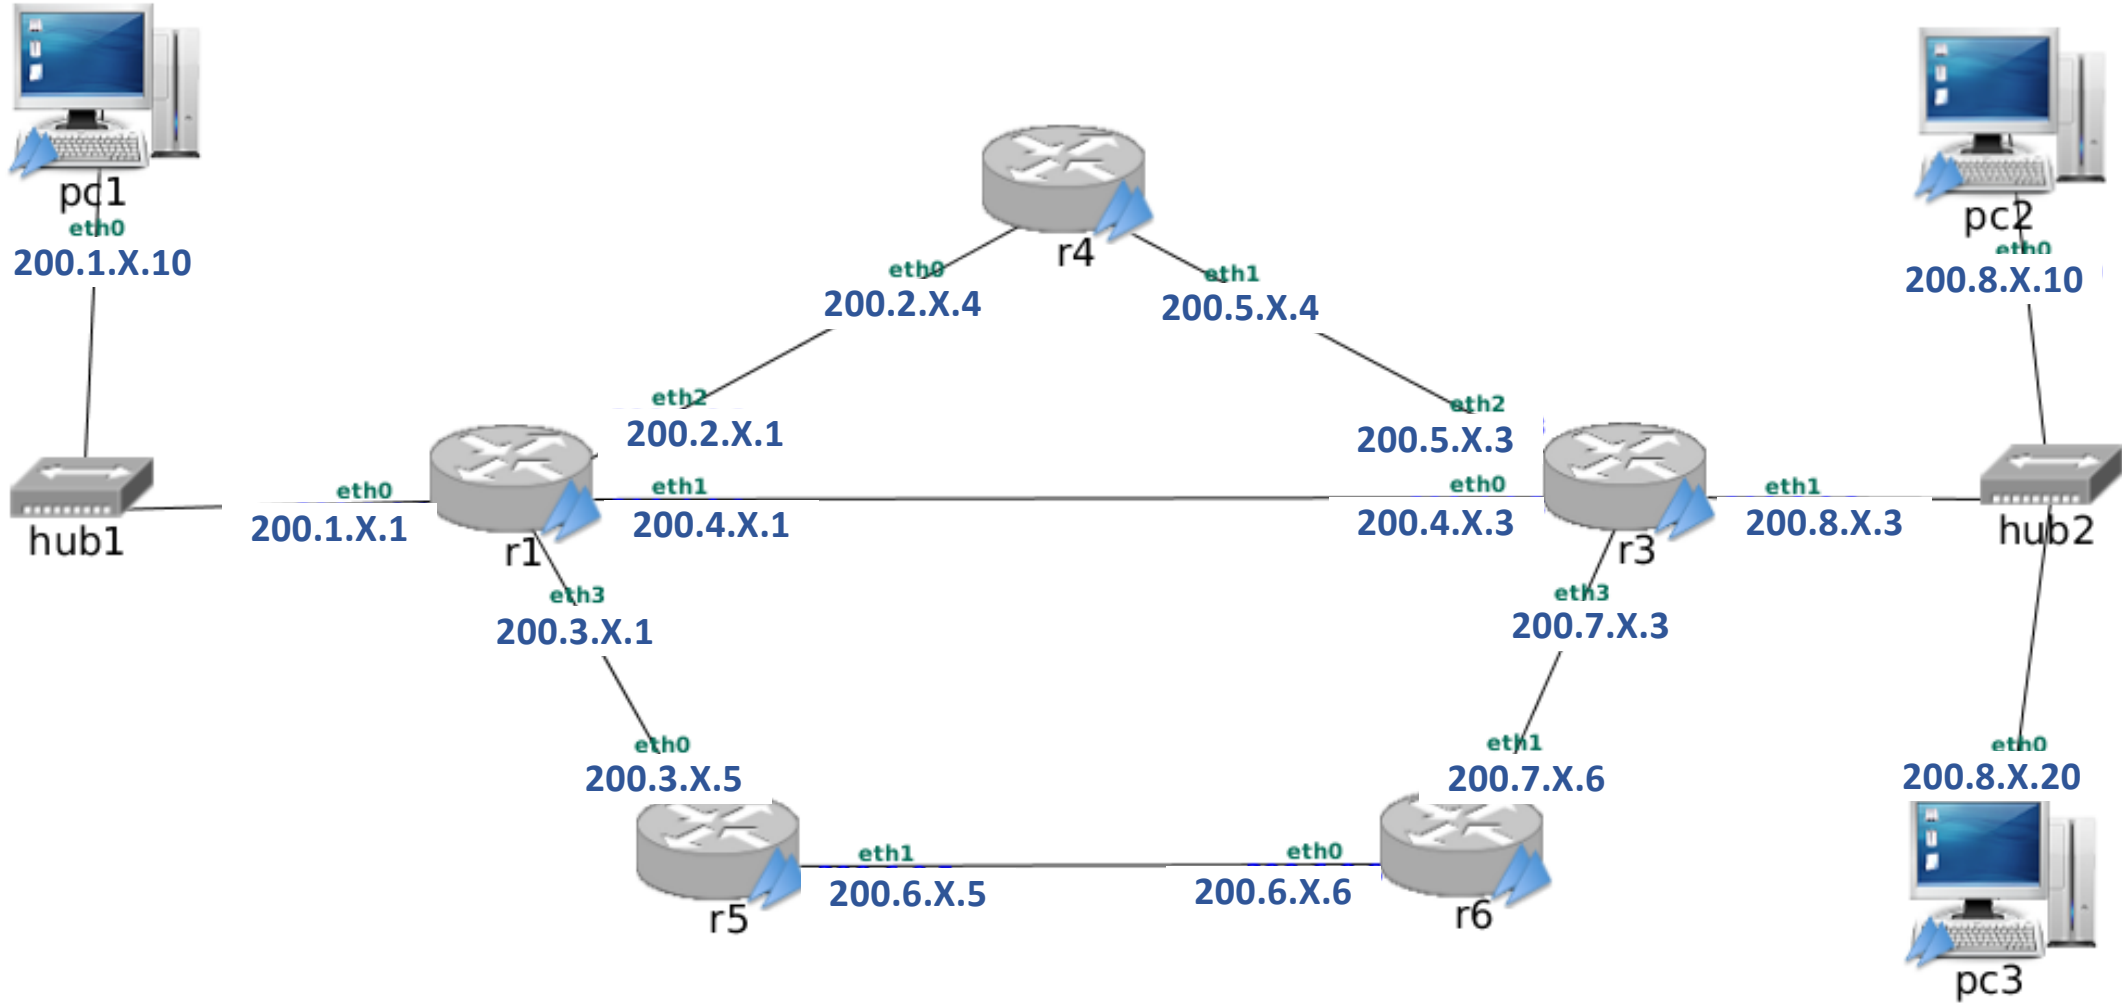 pc1
eth0
200.1.X.10
pc2
eth0
200.8.X.10
r4
eth0
200.2.X.4
eth1
200.5.X.4
eth2
200.2.X.1
eth2
200.5.X.3
hub1
eth0
200.1.X.1
r1
eth1
200.4.X.1
eth0
200.4.X.3
r3
eth1
200.8.X.3
hub2
eth3
200.3.X.1
eth3
200.7.X.3
eth0
200.3.X.5
eth1
200.7.X.6
eth0
200.8.X.20
r5
eth1
200.6.X.5
eth0
200.6.X.6
r6
pc3